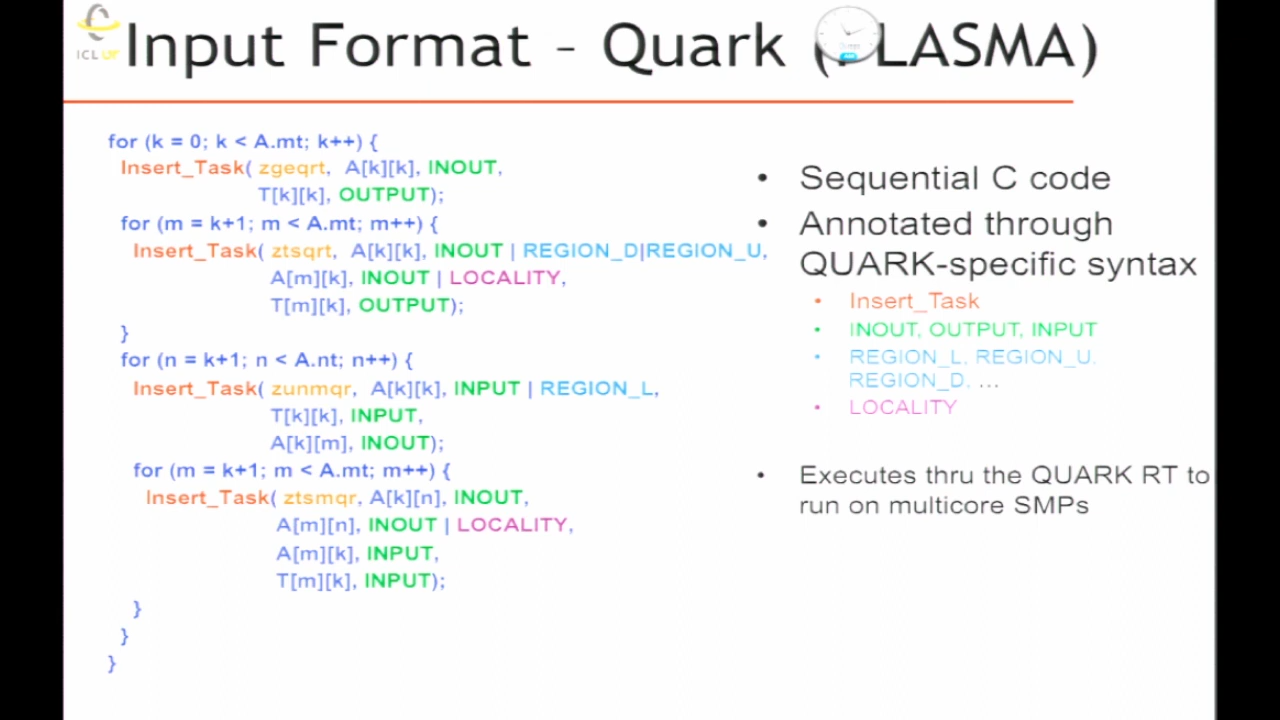 ICL UT
Input Format – Quark (PLASMA)
for (k = 0; k < A.mt; k++) {
Insert_Task( zgeqrt, A[k][k], INOUT,
T[k][k], OUTPUT);
for (m = k+1; m < A.mt; m++) {
Insert_Task( ztsqrt, A[k][k], INOUT | REGION_D|REGION_U,
A[m][k], INOUT | LOCALITY,
T[m][k], OUTPUT);
}
for (n = k+1; n < A.nt; n++) {
Insert_Task( zunmqr, A[k][k], INPUT | REGION_L,
T[k][k], INPUT,
A[k][m], INOUT);
for (m = k+1; m < A.mt; m++) {
Insert_Task( ztsmqr, A[k][n], INOUT,
A[m][n], INOUT | LOCALITY,
A[m][k], INPUT,
T[m][k], INPUT);
}
}
}
• Sequential C code
• Annotated through
QUARK-specific syntax
• Insert_Task
• INOUT, OUTPUT, INPUT
• REGION_L, REGION_U,
REGION_D, ...
• LOCALITY
• Executes thru the QUARK RT to
run on multicore SMPs